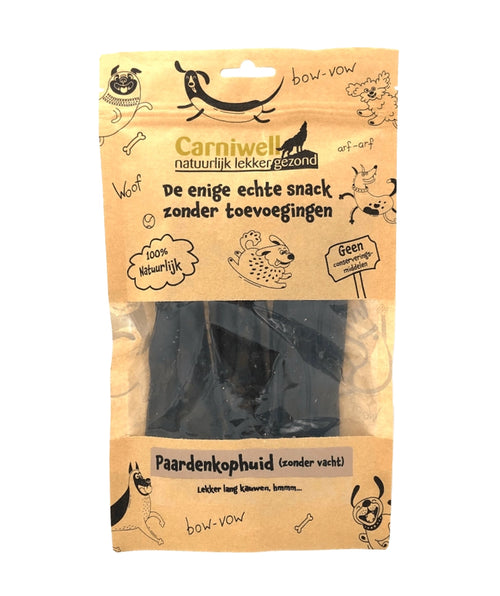 bow-vow
Carniwell
natuurlijk lekker gezond
arf-arf
Woof
De enige echte snack
zonder toevoegingen
100%
Natuurlijk
Geen
conserverings-
middelen
Paardenkophuid (zonder vacht)
Lekker lang kauwen, hmmm...
bow-vow